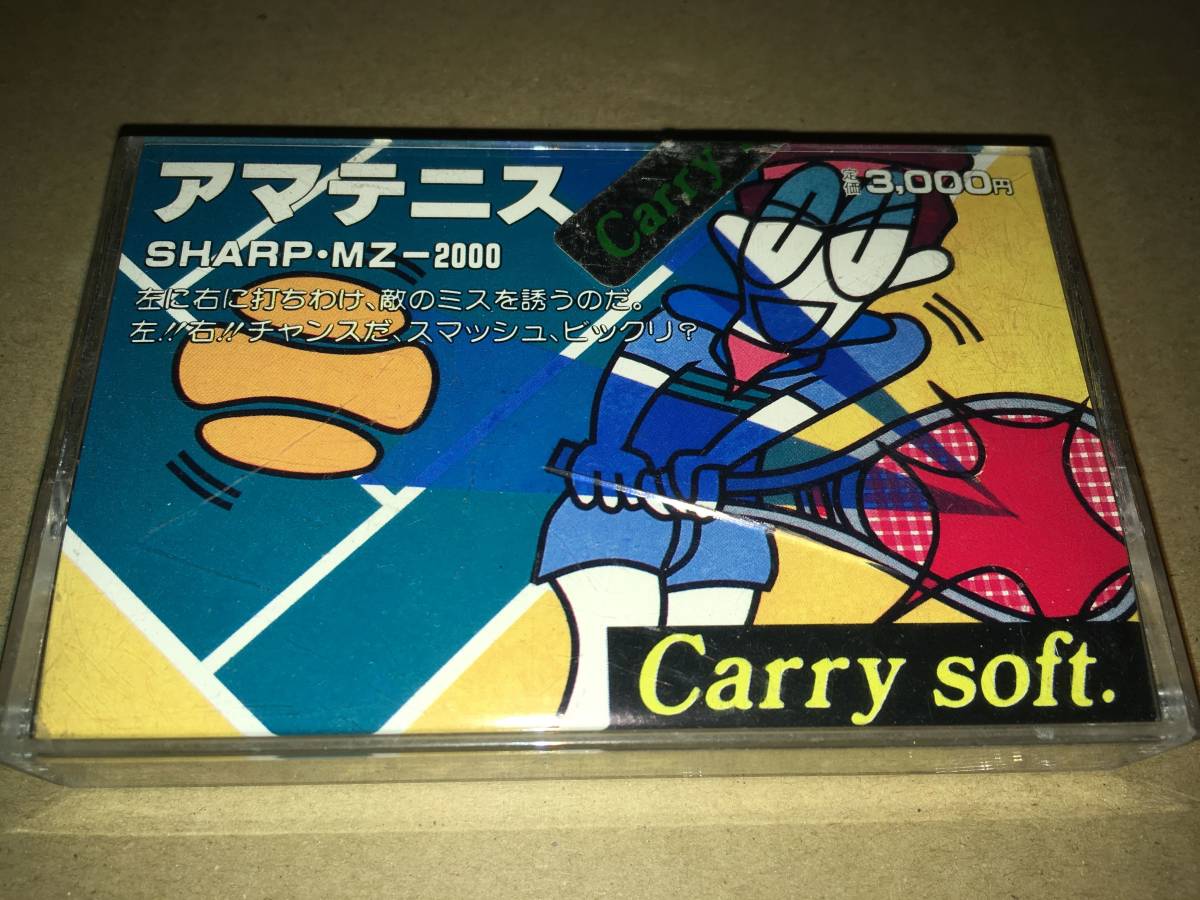 アマテニス
Carry
定価3,000円
SHARP・MZ-2000
左に右に打ちわけ、敵のミスを誘うのだ。
左!!右!!チャンスだ、スマッシュ、ビックリ?
Carry soft.